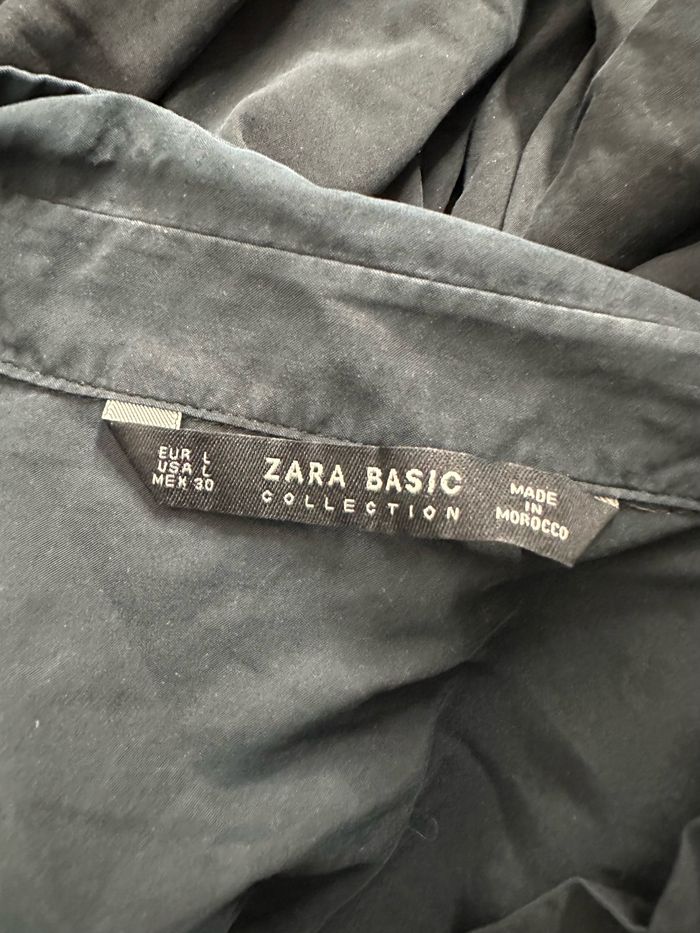 EUR L
USA L
MEX 30
ZARA BASIC
COLLECTION
MADE
IN
MOROCCO